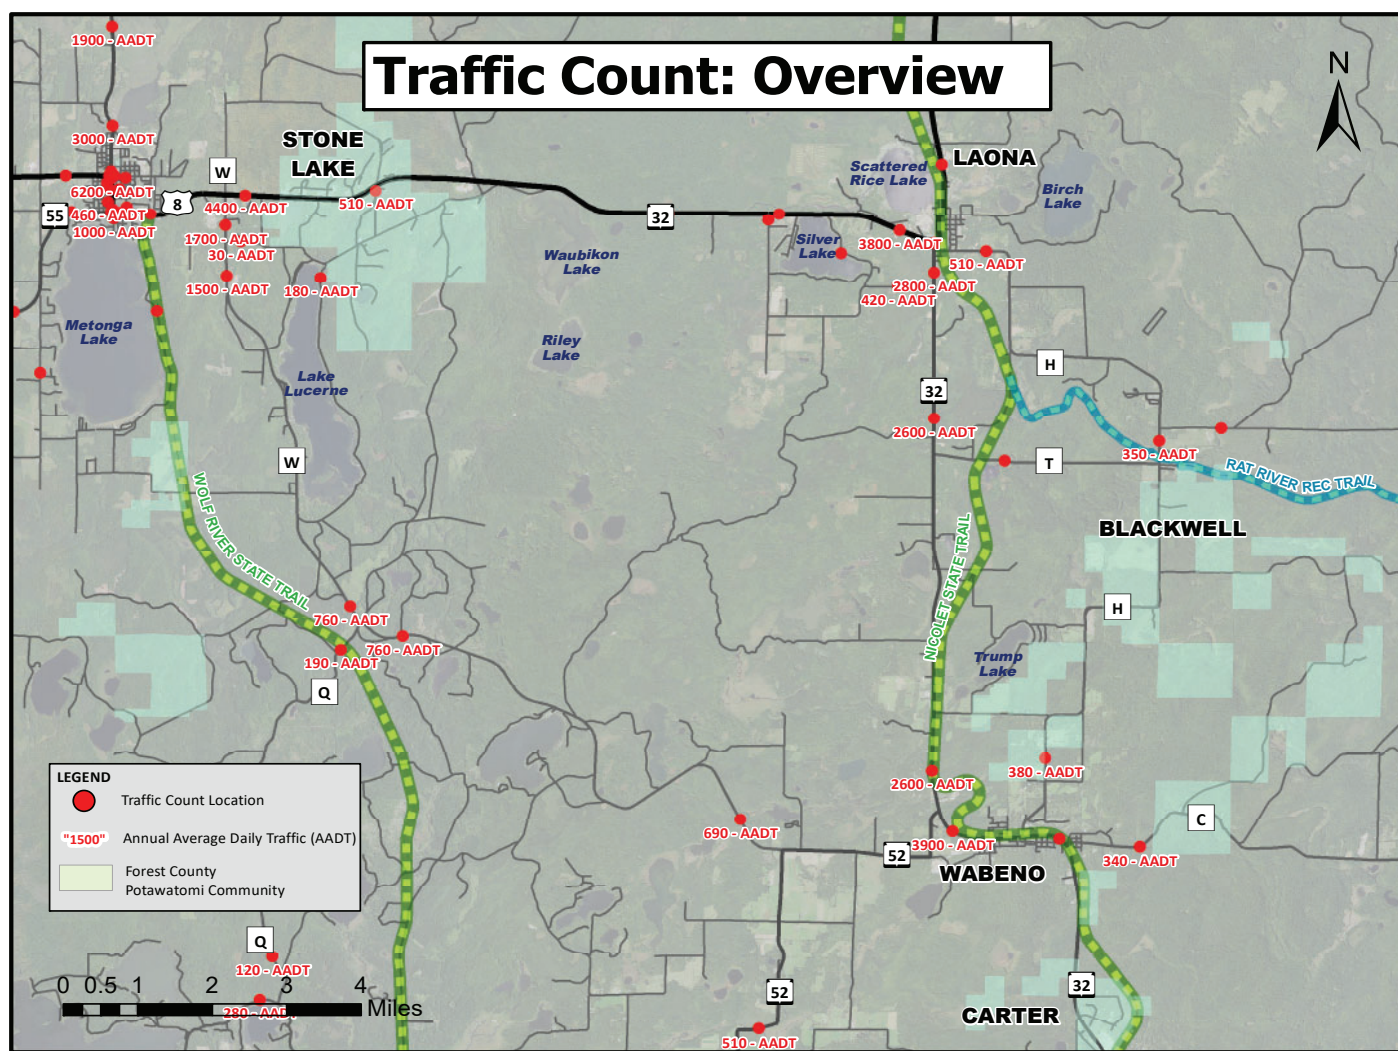 Traffic Count: Overview
N
1900 - AADT
3000 - AADT
STONE
LAKE
W
6200 - AADT
8
4400 - AADT
510 - AADT
55
460 - AADT
1000 - AADT
1700 - AADT
30 - AADT
1500 - AADT
180 - AADT
32
Scattered
Rice Lake
LAONA
Birch
Lake
Silver
Lake
3800 - AADT
510 - AADT
2800 - AADT
420 - AADT
Waubikon
Lake
Riley
Lake
Metonga
Lake
Lake
Lucerne
H
32
2600 - AADT
W
T
350 - AADT
RAT RIVER REC TRAIL
BLACKWELL
WOLF RIVER STATE TRAIL
NICOLET STATE TRAIL
H
760 - AADT
760 - AADT
190 - AADT
Q
Trump
Lake
380 - AADT
2600 - AADT
690 - AADT
3900 - AADT
C
340 - AADT
52
WABENO
LEGEND
Traffic Count Location
"1500"
Annual Average Daily Traffic (AADT)
Forest County
Potawatomi Community
Q
120 - AADT
0 0.5 1 2 3 4
Miles
280 - AADT
52
510 - AADT
32
CARTER